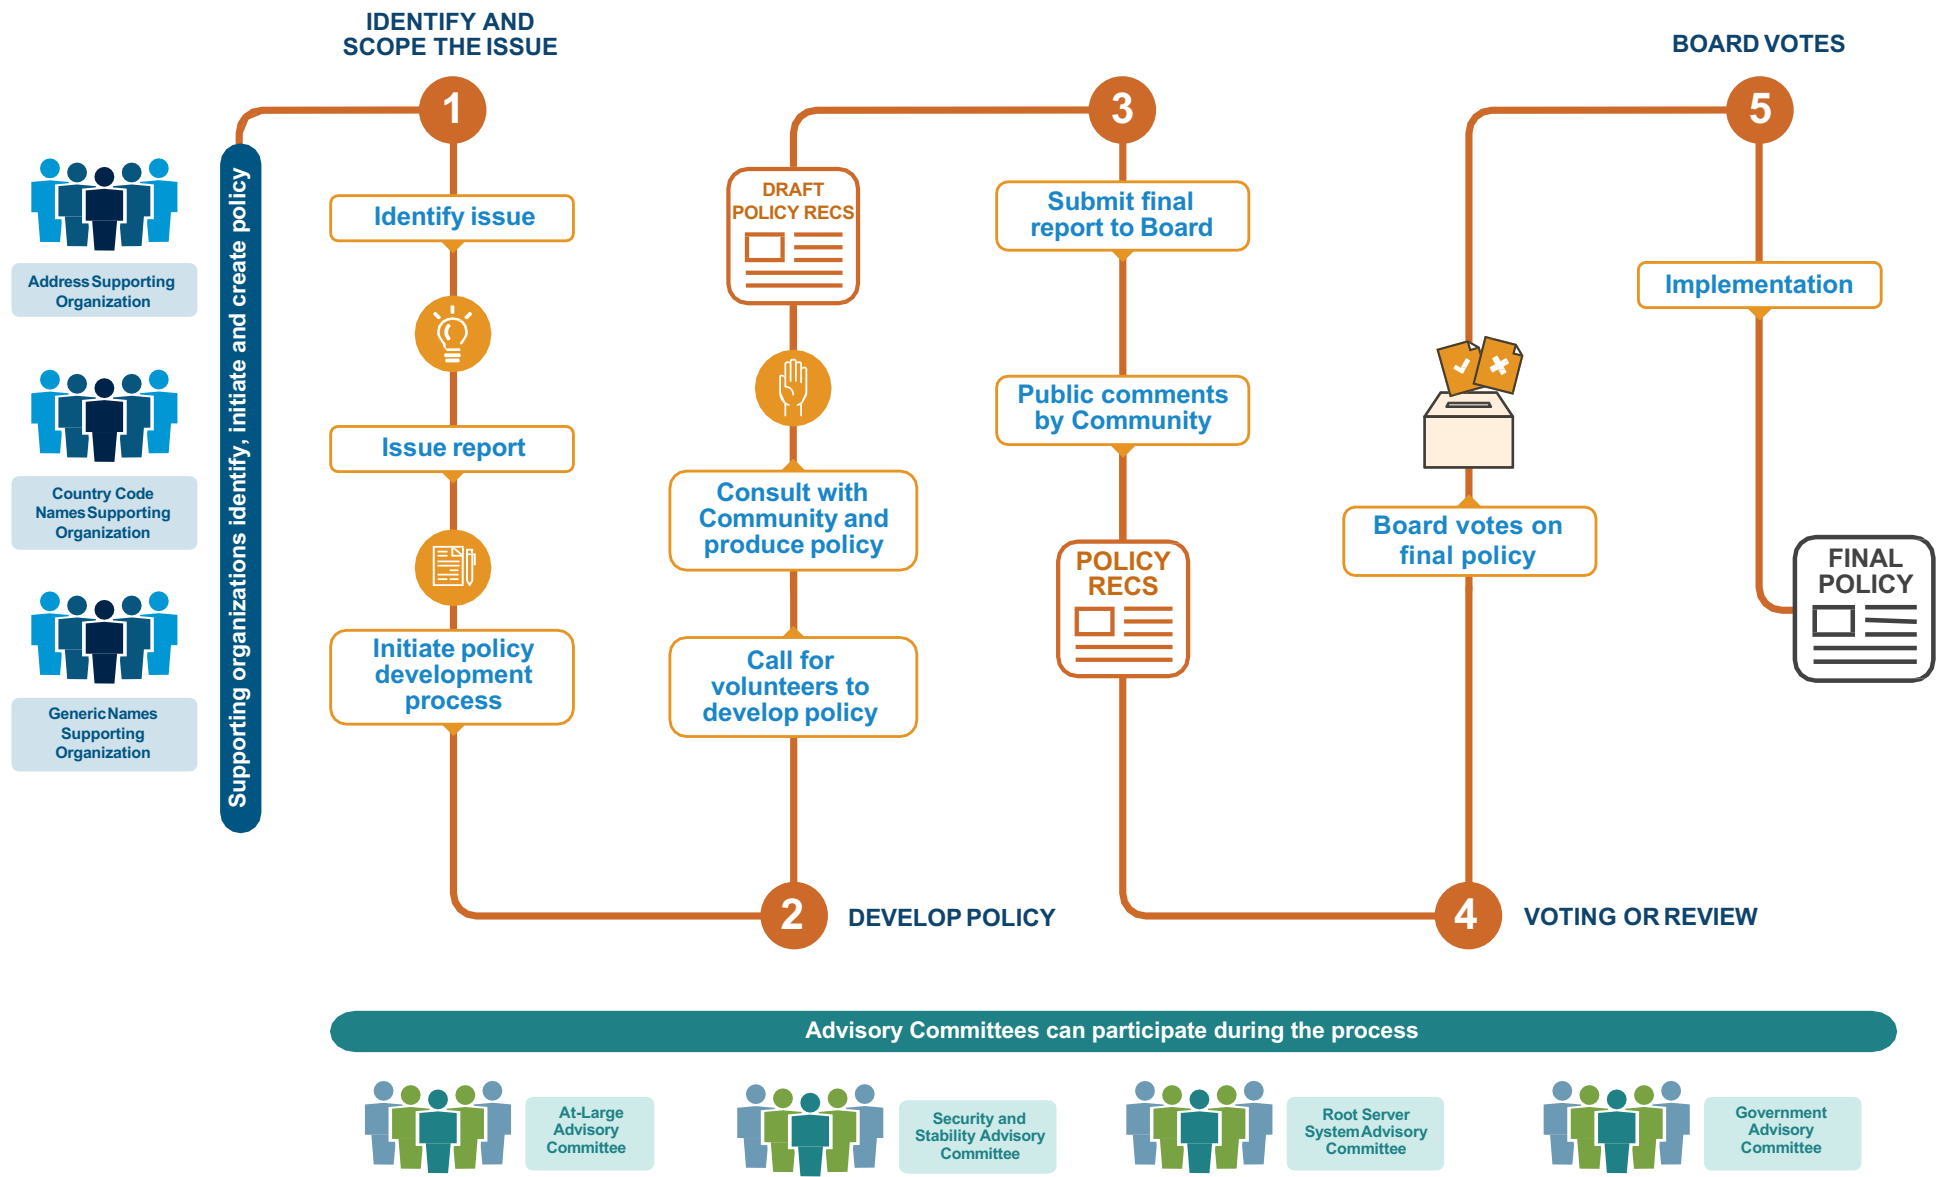 IDENTIFY AND
SCOPE THE ISSUE
1
Identify issue
Issue report
Initiate policy
development
process
Address Supporting
Organization
Country Code
Names Supporting
Organization
Generic Names
Supporting
Organization
Supporting organizations identify, initiate and create policy
2
DEVELOP POLICY
Call for
volunteers to
develop policy
Consult with
Community and
produce policy
DRAFT
POLICY RECS
3
Submit final
report to Board
Public comments
by Community
POLICY
RECS
4
VOTING OR REVIEW
Board votes on
final policy
BOARD VOTES
5
Implementation
FINAL
POLICY
Advisory Committees can participate during the process
At-Large
Advisory
Committee
Security and
Stability Advisory
Committee
Root Server
System Advisory
Committee
Government
Advisory
Committee